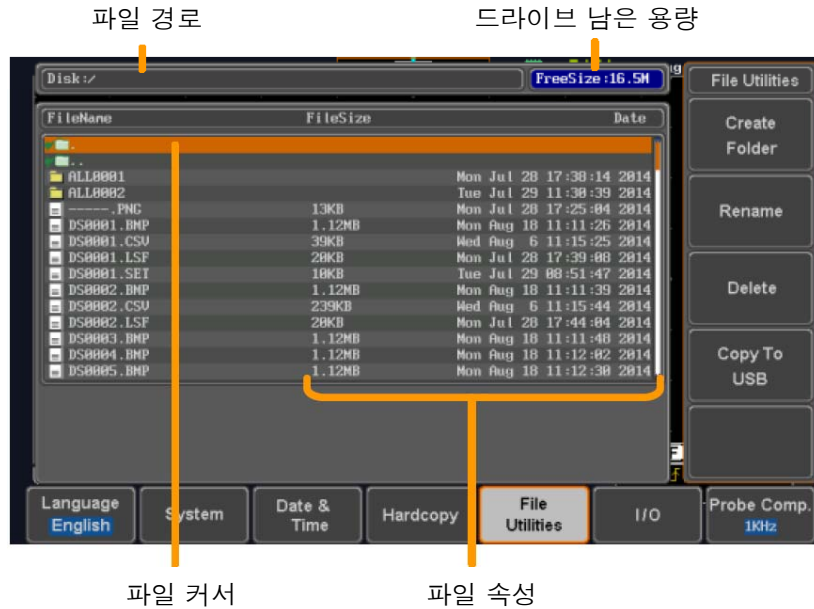 파일 경로
드라이브 남은 용량
Disk:/
FreeSize:16.5M
File Utilities
FileName FileSize Date
.
..
ALL0001 Mon Jul 28 17:38:14 2014
ALL0002 Tue Jul 29 11:30:39 2014
-----.PNG 13KB Mon Jul 28 17:25:04 2014
DS0001.BMP 1.12MB Mon Aug 18 11:11:26 2014
DS0001.CSV 39KB Wed Aug 6 11:15:25 2014
DS0001.LSF 20KB Mon Jul 28 17:39:08 2014
DS0001.SET 10KB Tue Jul 29 08:51:47 2014
DS0002.BMP 1.12MB Mon Aug 18 11:11:39 2014
DS0002.CSV 239KB Wed Aug 6 11:15:44 2014
DS0002.LSF 20KB Mon Jul 28 17:44:04 2014
DS0003.BMP 1.12MB Mon Aug 18 11:11:48 2014
DS0004.BMP 1.12MB Mon Aug 18 11:12:02 2014
DS0005.BMP 1.12MB Mon Aug 18 11:12:30 2014
Create
Folder
Rename
Delete
Copy To
USB
Language
English
System
Date &
Time
Hardcopy
File
Utilities
I/O
Probe Comp.
1KHz
파일 커서
파일 속성